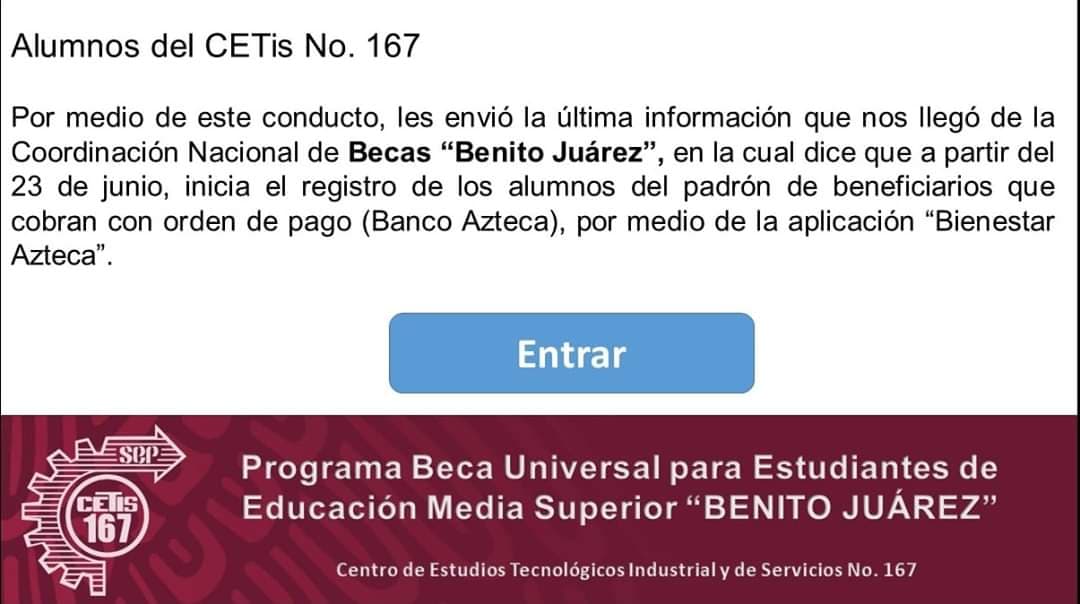 Alumnos del CETis No. 167
Por medio de este conducto, les envió la última información que nos llegó de la
Coordinación Nacional de Becas “Benito Juárez”, en la cual dice que a partir del
23 de junio, inicia el registro de los alumnos del padrón de beneficiarios que
cobran con orden de pago (Banco Azteca), por medio de la aplicación “Bienestar
Azteca”.
Entrar
SEP
CETis
167
Programa Beca Universal para Estudiantes de
Educación Media Superior “BENITO JUÁREZ”
Centro de Estudios Tecnológicos Industrial y de Servicios No. 167